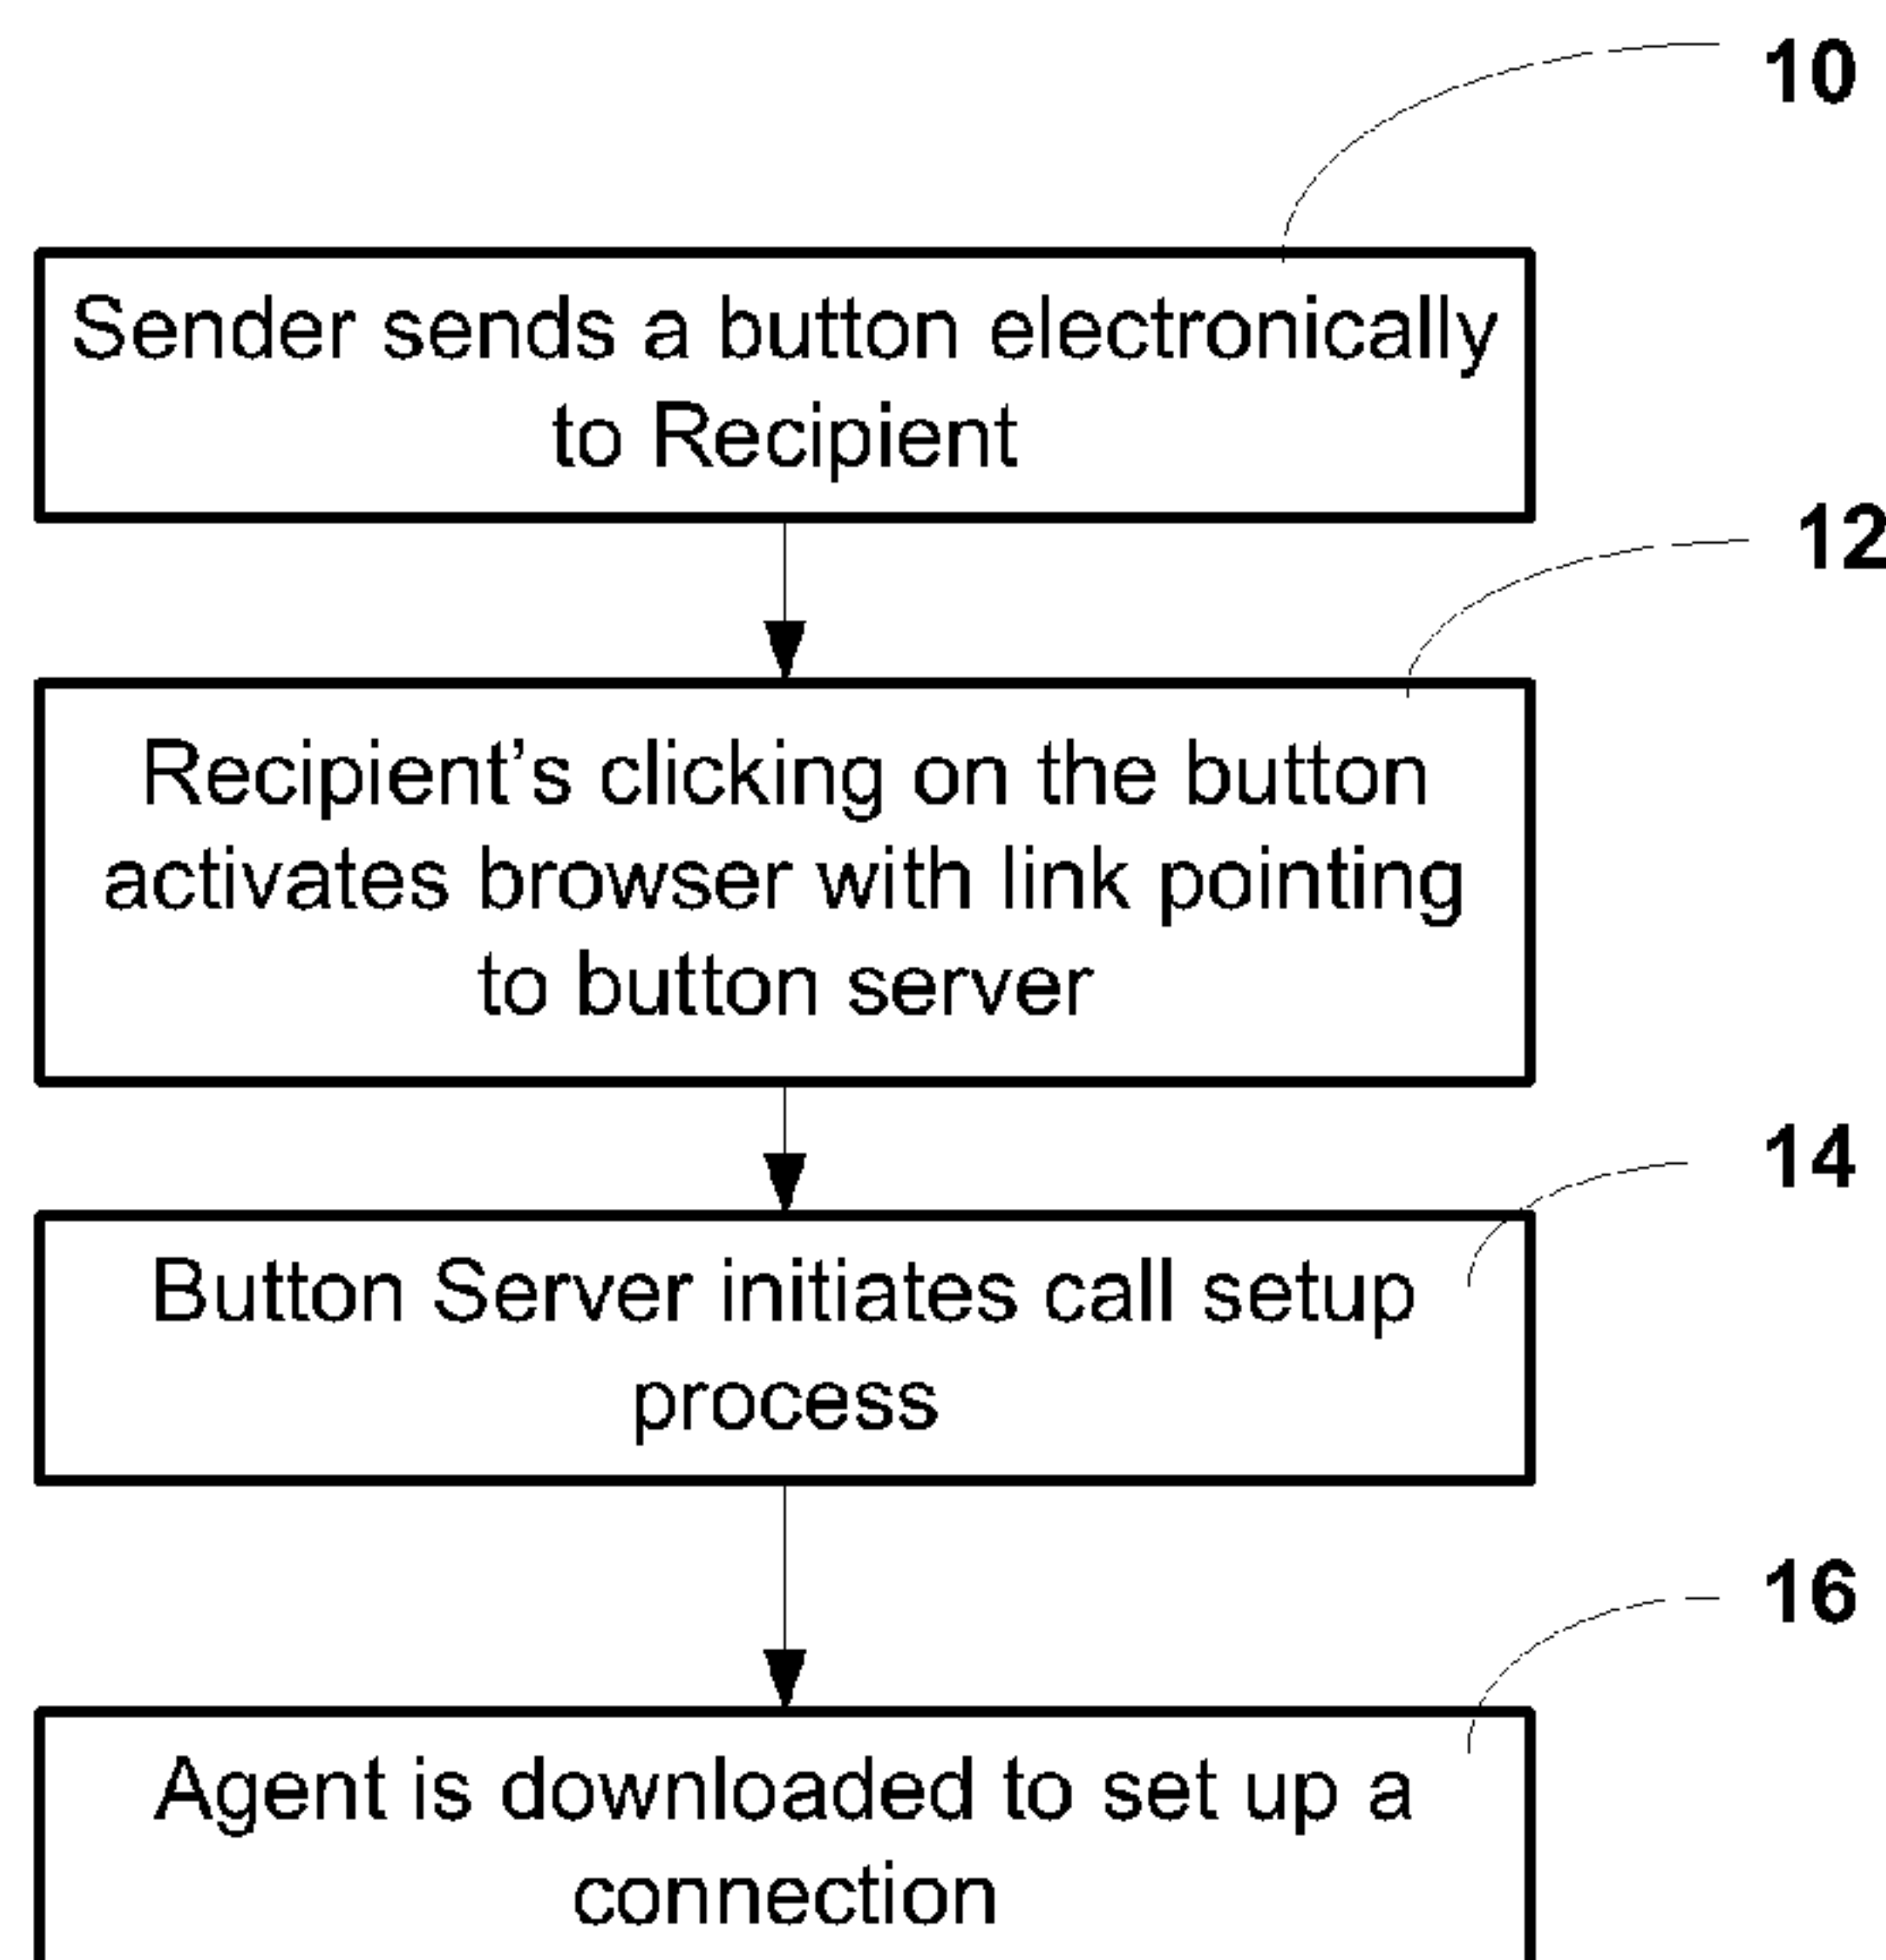 10
Sender sends a button electronically
to Recipient
12
Recipient’s clicking on the button
activates browser with link pointing
to button server
14
Button Server initiates call setup
process
16
Agent is downloaded to set up a
connection